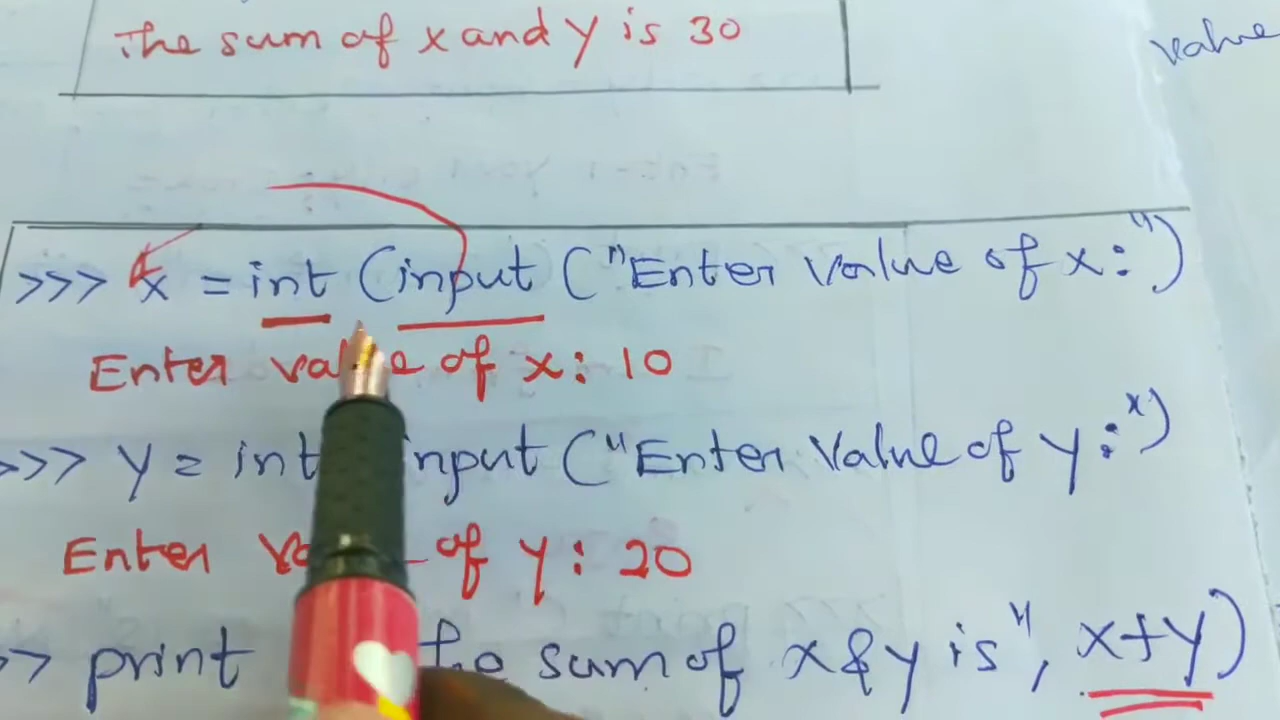 The sum of x and y is 30
value
>>> x = int (input ("Enter value of x:")
Enter of x: 10
>>> y = int input ("Enter Value of y:")
Enter of y: 20
>> print the sum of x & y is", x+y)